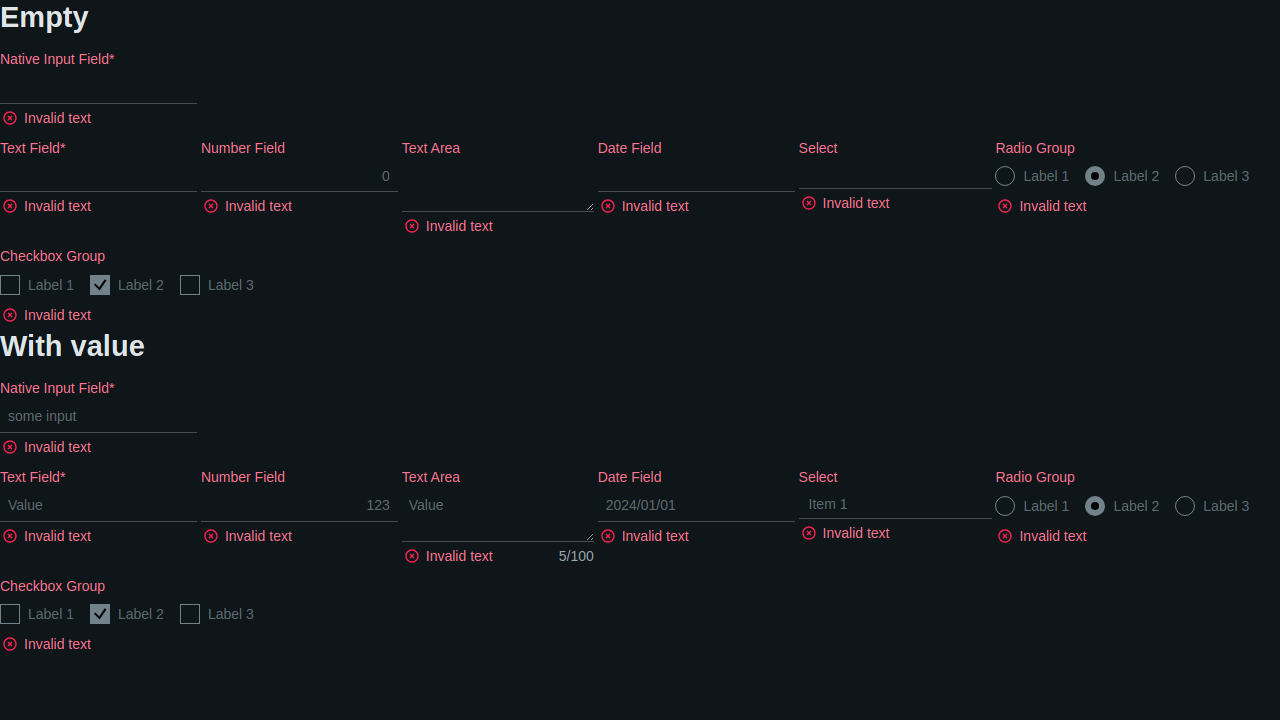 Empty
Native Input Field*
Invalid text
Text Field* Number Field Text Area Date Field Select Radio Group
0 Label 1 Label 2 Label 3
Invalid text Invalid text Invalid text Invalid text Invalid text Invalid text
Checkbox Group
Label 1 Label 2 Label 3
Invalid text
With value
Native Input Field*
some input
Invalid text
Text Field* Number Field Text Area Date Field Select Radio Group
Value 123 Value 2024/01/01 Item 1 Label 1 Label 2 Label 3
Invalid text Invalid text Invalid text 5/100 Invalid text Invalid text Invalid text
Checkbox Group
Label 1 Label 2 Label 3
Invalid text